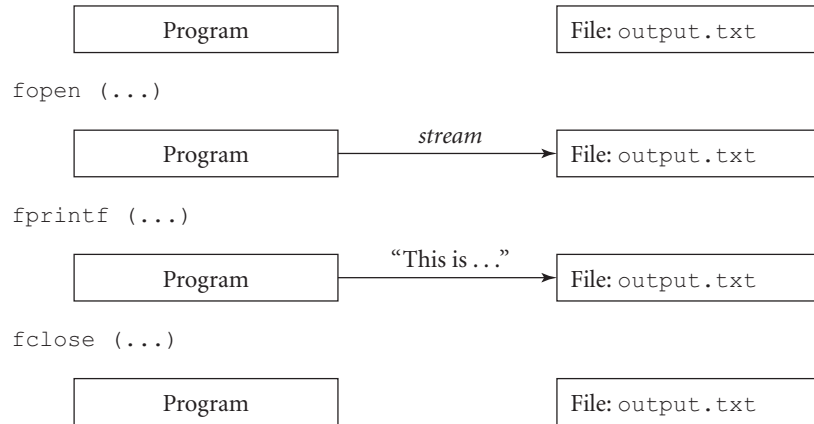 Program File: output.txt
fopen (...)
Program stream File: output.txt
fprintf (...)
Program “This is . . .” File: output.txt
fclose (...)
Program File: output.txt